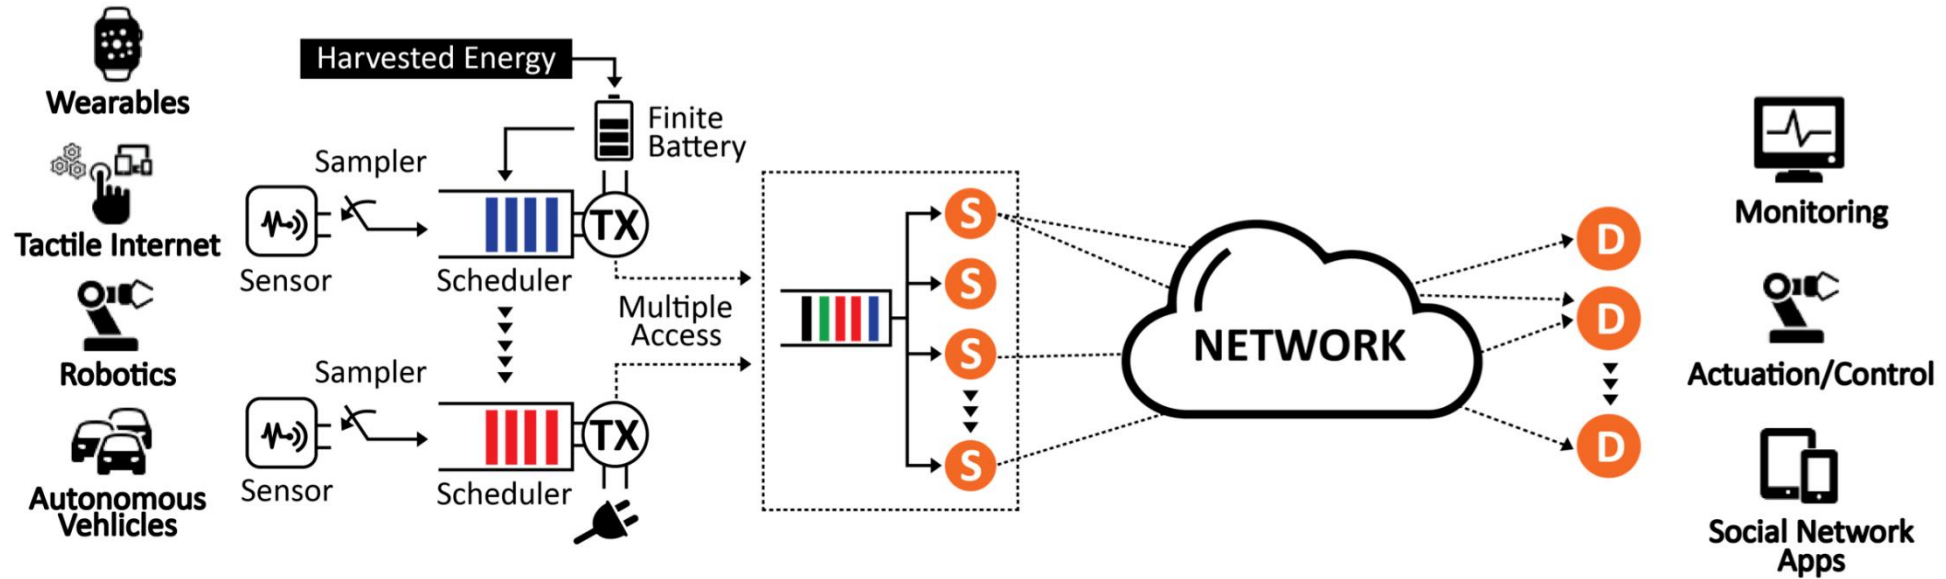 Wearables
Tactile Internet
Robotics
Autonomous
Vehlicles
Harvested Energy
Finite
Battery
Sampler
Sensor
Scheduler
TX
Multiple
Access
Sampler
Sensor
Scheduler
TX
S
S
S
S
NETWORK
D
D
D
Monitoring
Actuation/Control
Social Network
Apps